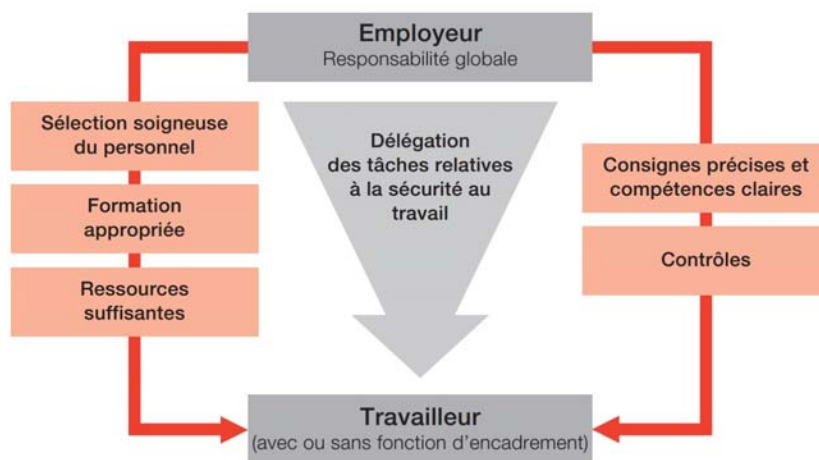 Employeur
Responsabilité globale
Sélection soigneuse
du personnel
Formation
appropriée
Ressources
suffisantes
Délégation
des tâches relatives
à la sécurité au
travail
Consignes précises et
compétences claires
Contrôles
Travailleur
(avec ou sans fonction d'encadrement)